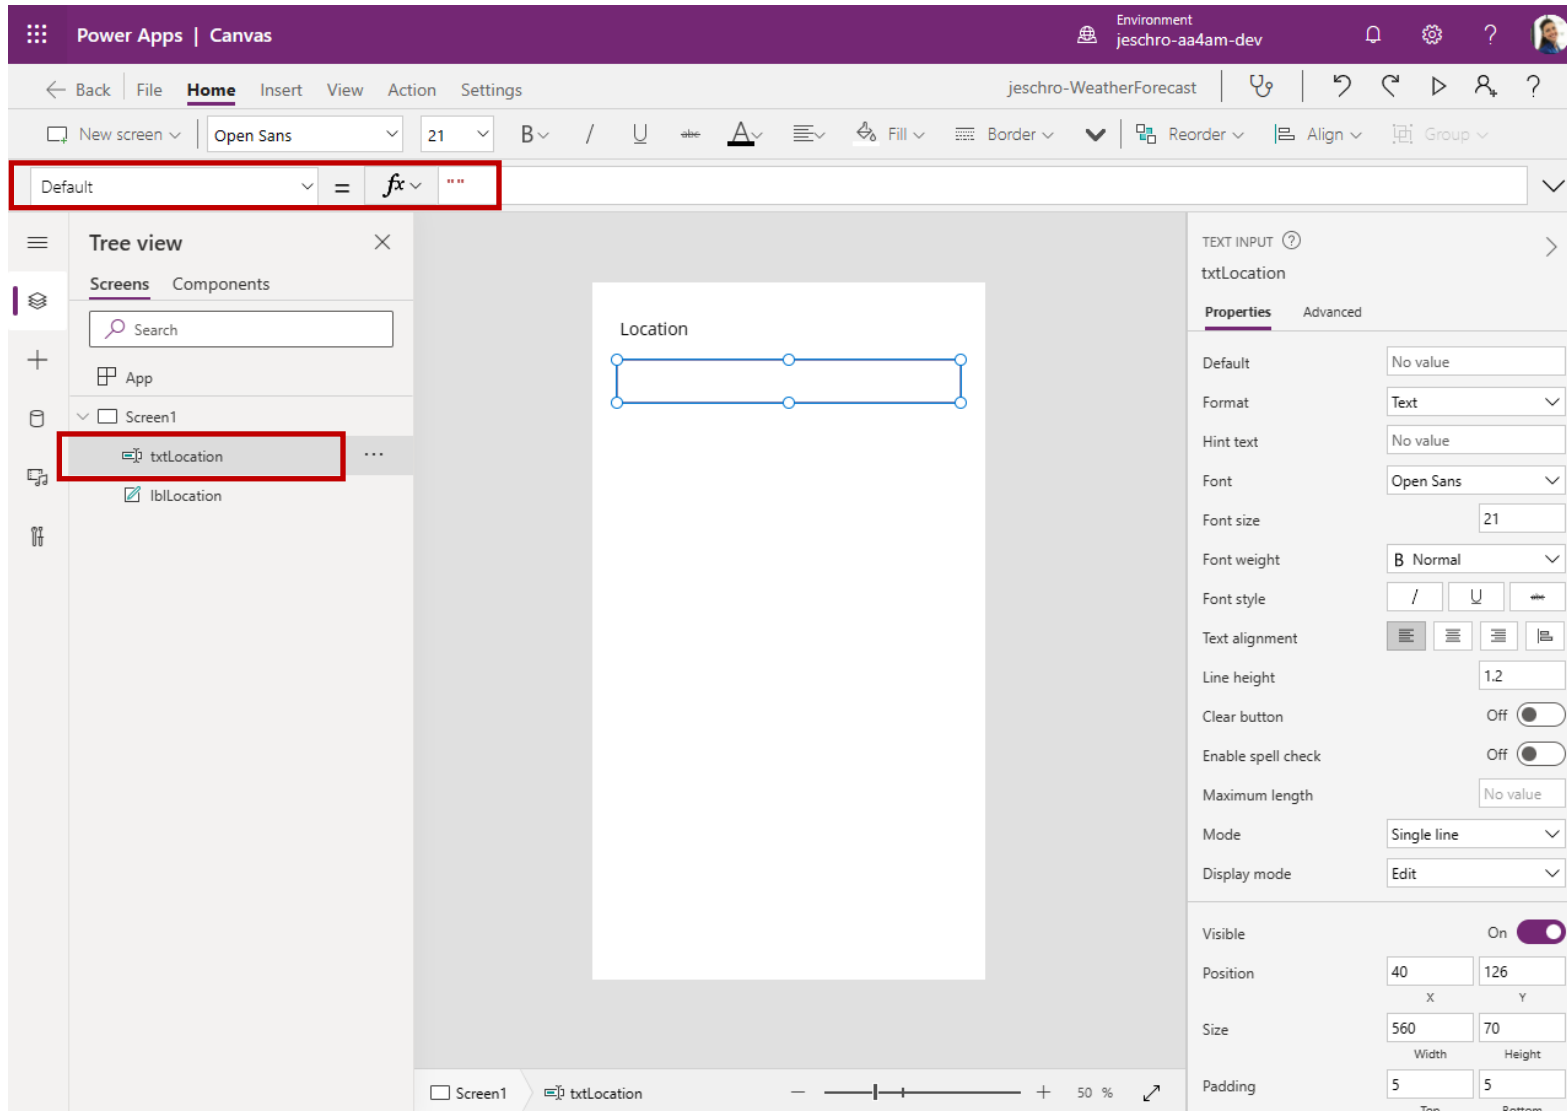 Power Apps | Canvas
Environment
jeschro-aa4am-dev
Back File Home Insert View Action Settings
jeschro-WeatherForecast
New screen Open Sans 21 B / U abc A Fill Border Reorder Align Group
Default = fx ""
Tree view
Screens Components
Search
App
Screen1
txtLocation
lblLocation
Location
TEXT INPUT
txtLocation
Properties Advanced
Default No value
Format Text
Hint text No value
Font Open Sans
Font size 21
Font weight B Normal
Font style / U abc
Text alignment
Line height 1.2
Clear button Off
Enable spell check Off
Maximum length No value
Mode Single line
Display mode Edit
Visible On
Position 40 126
X Y
Size 560 70
Width Height
Padding 5 5
Top Bottom
Screen1 txtLocation 50 %